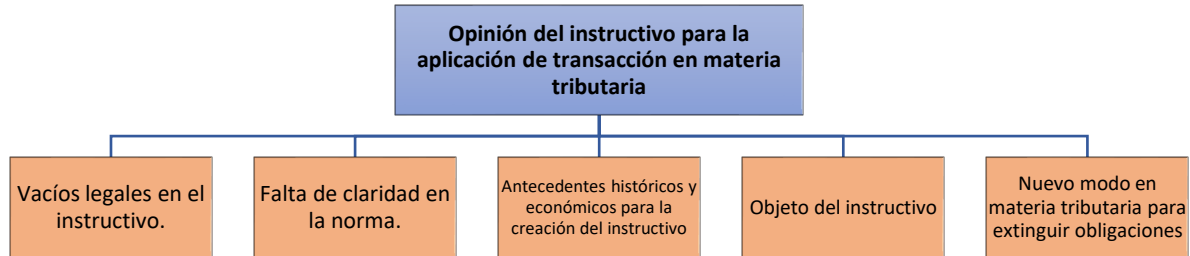 Opinión del instructivo para la
aplicación de transacción en materia
tributaria
Vacíos legales en el
instructivo.
Falta de claridad en
la norma.
Antecedentes históricos y
económicos para la
creación del instructivo
Objeto del instructivo
Nuevo modo en
materia tributaria para
extinguir obligaciones